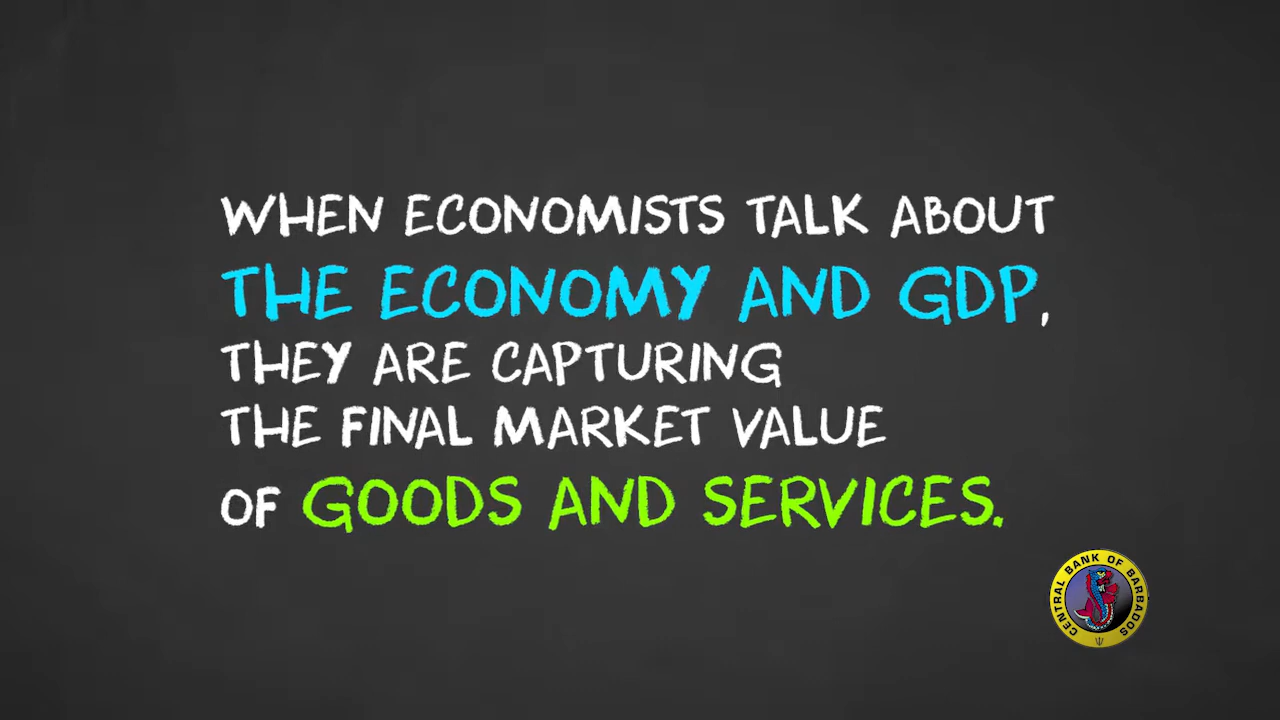 WHEN ECONOMISTS TALK ABOUT
THE ECONOMY AND GDP,
THEY ARE CAPTURING
THE FINAL MARKET VALUE
OF GOODS AND SERVICES.
CENTRAL BANK OF BARBADOS